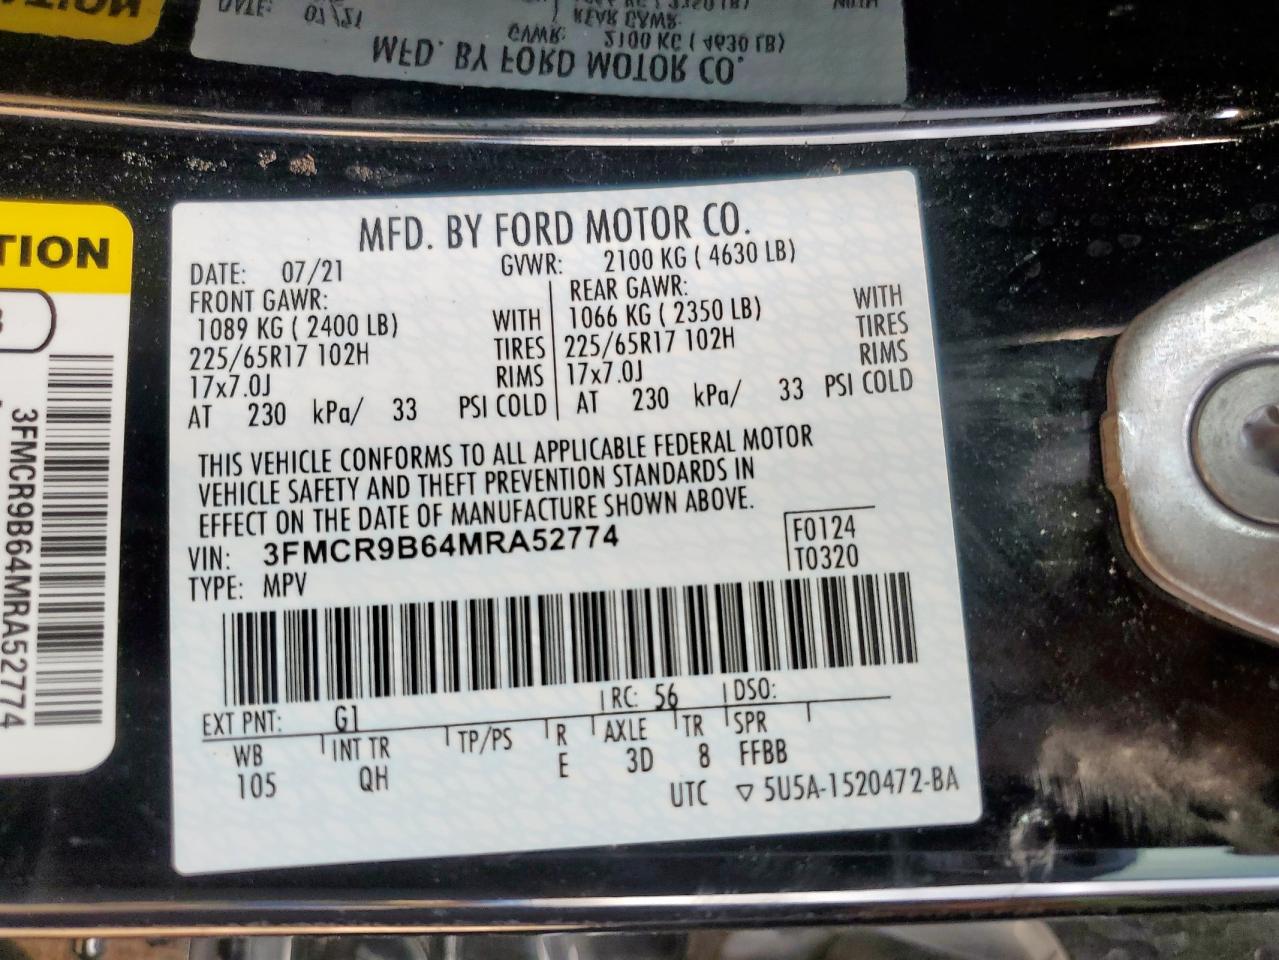 MFD. BY FORD MOTOR CO.
DATE: 07/21 GVWR: 2100 KG ( 4630 LB)
FRONT GAWR: REAR GAWR:
1089 KG ( 2400 LB) WITH 1066 KG ( 2350 LB) WITH
225/65R17 102H TIRES 225/65R17 102H TIRES
17x7.0J RIMS 17x7.0J RIMS
AT 230 kPa/ 33 PSI COLD AT 230 kPa/ 33 PSI COLD
THIS VEHICLE CONFORMS TO ALL APPLICABLE FEDERAL MOTOR
VEHICLE SAFETY AND THEFT PREVENTION STANDARDS IN
EFFECT ON THE DATE OF MANUFACTURE SHOWN ABOVE.
VIN: 3FMCR9B64MRA52774 F0124
TYPE: MPV T0320
EXT PNT: G1 RC: 56 DSO:
WB INT TR TP/PS R AXLE TR SPR
105 QH E 3D 8 FFBB
UTC ▽ 5U5A-1520472-BA
TION
3FMCR9B64MRA52774